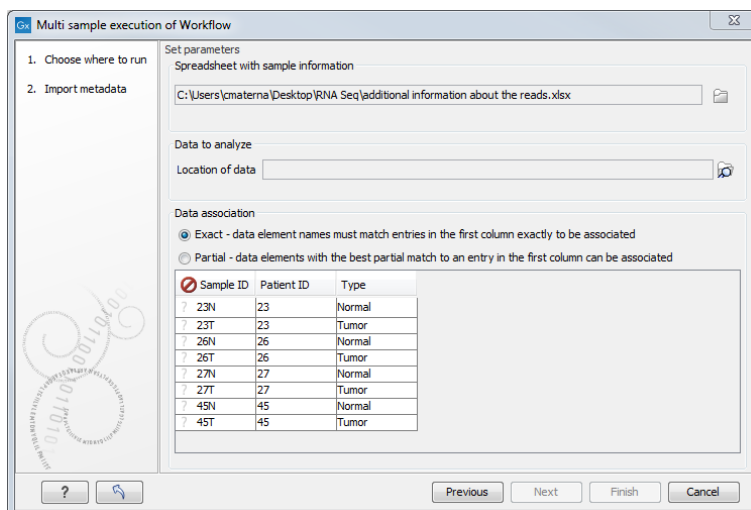 Gx Multi sample execution of Workflow
1. Choose where to run
2. Import metadata
Set parameters
Spreadsheet with sample information
C:\Users\cmaterna\Desktop\RNA Seq\additional information about the reads.xlsx
Data to analyze
Location of data
Data association
Exact - data element names must match entries in the first column exactly to be associated
Partial - data elements with the best partial match to an entry in the first column can be associated
Sample ID Patient ID Type
? 23N 23 Normal
? 23T 23 Tumor
? 26N 26 Normal
? 26T 26 Tumor
? 27N 27 Normal
? 27T 27 Tumor
? 45N 45 Normal
? 45T 45 Tumor
? Previous Next Finish Cancel